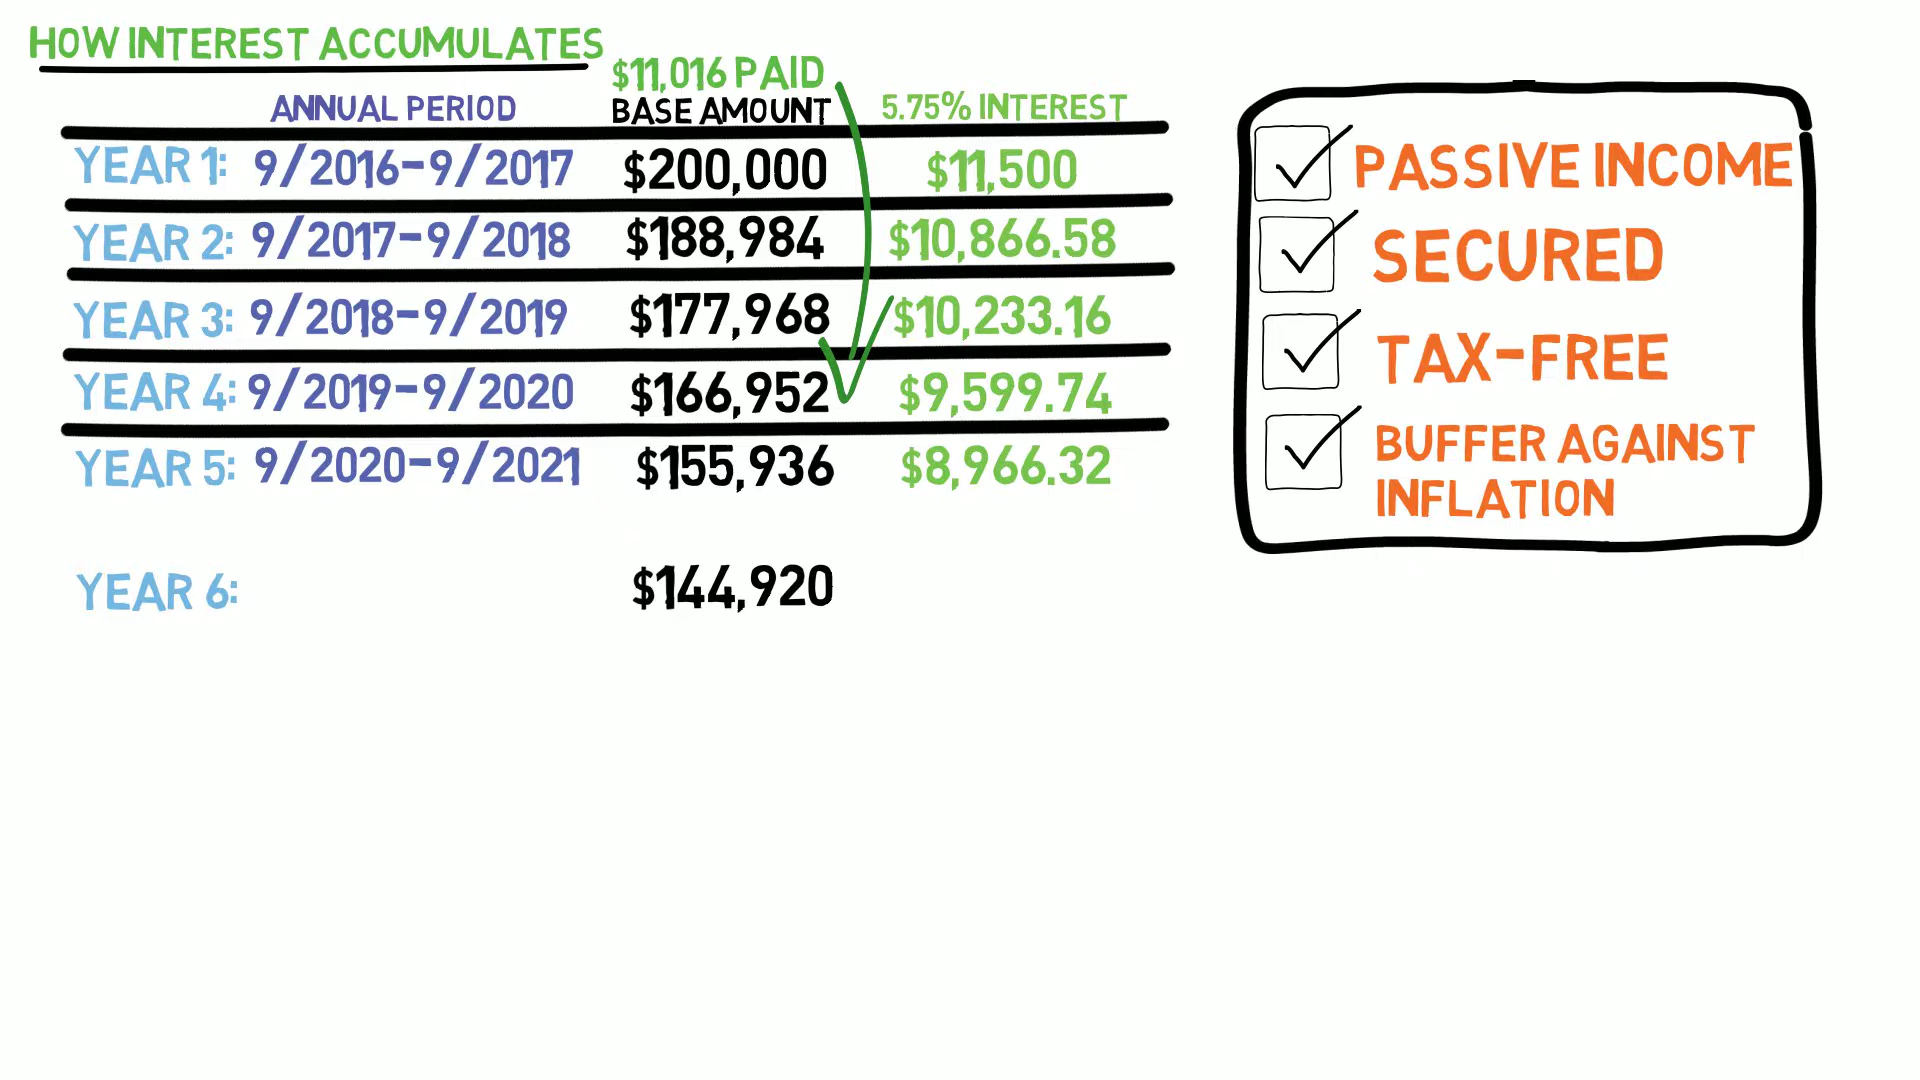 HOW INTEREST ACCUMULATES
$11,016 PAID
ANNUAL PERIOD BASE AMOUNT 5.75% INTEREST
YEAR 1: 9/2016-9/2017 $200,000 $11,500
YEAR 2: 9/2017-9/2018 $188,984 $10,866.58
YEAR 3: 9/2018-9/2019 $177,968 $10,233.16
YEAR 4: 9/2019-9/2020 $166,952 $9,599.74
YEAR 5: 9/2020-9/2021 $155,936 $8,966.32
YEAR 6: $144,920
PASSIVE INCOME
SECURED
TAX-FREE
BUFFER AGAINST
INFLATION